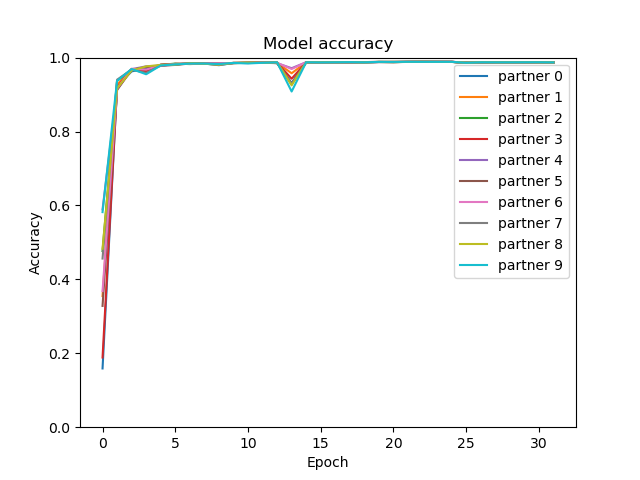 Model accuracy
1.0
0.8
0.6
0.4
0.2
0.0
Accuracy
0 5 10 15 20 25 30
Epoch
partner 0
partner 1
partner 2
partner 3
partner 4
partner 5
partner 6
partner 7
partner 8
partner 9